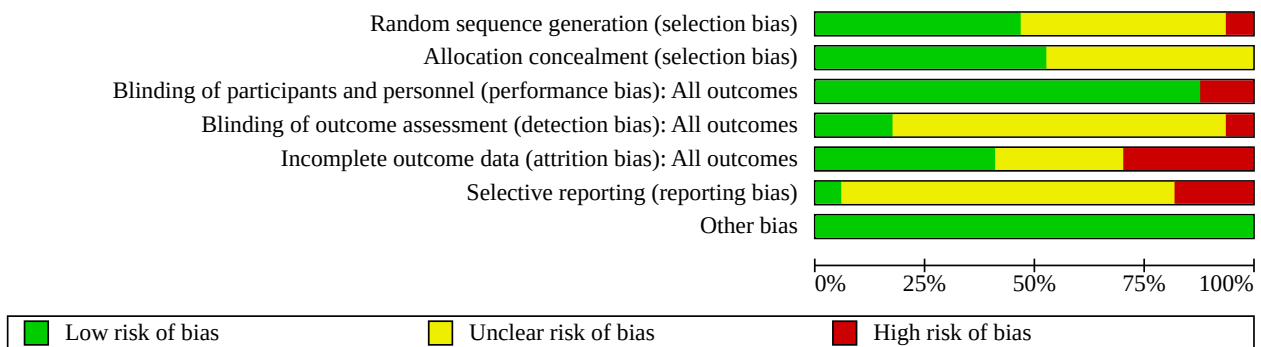 Random sequence generation (selection bias)
Allocation concealment (selection bias)
Blinding of participants and personnel (performance bias): All outcomes
Blinding of outcome assessment (detection bias): All outcomes
Incomplete outcome data (attrition bias): All outcomes
Selective reporting (reporting bias)
Other bias
0% 25% 50% 75% 100%
Low risk of bias Unclear risk of bias High risk of bias